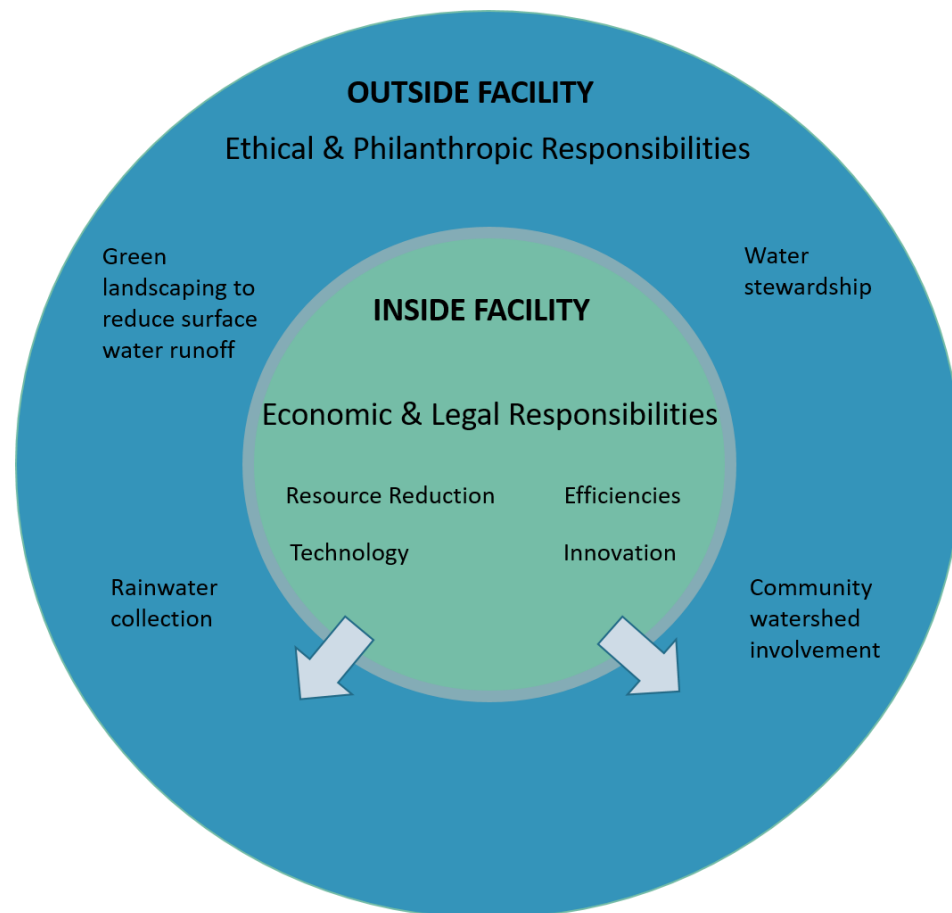 OUTSIDE FACILITY
Ethical & Philanthropic Responsibilities
Green
landscaping to
reduce surface
water runoff
Water
stewardship
INSIDE FACILITY
Economic & Legal Responsibilities
Resource Reduction
Efficiencies
Technology
Innovation
Rainwater
collection
Community
watershed
involvement